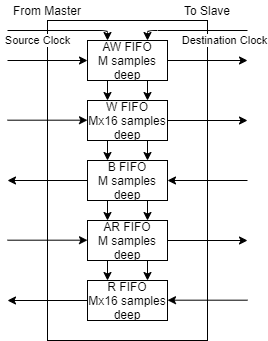 From Master
To Slave
Source Clock
Destination Clock
AW FIFO
M samples
deep
W FIFO
Mx16 samples
deep
B FIFO
M samples
deep
AR FIFO
M samples
deep
R FIFO
Mx16 samples
deep